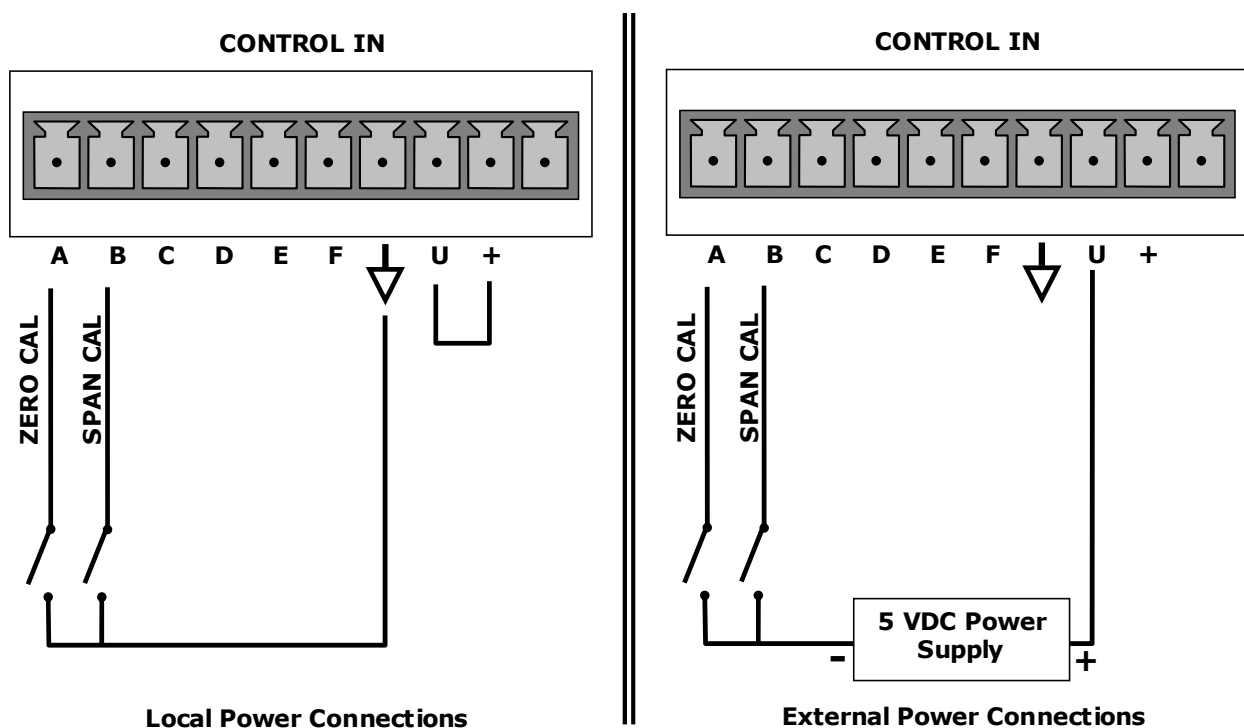 CONTROL IN
A B C D E F U +
ZERO CAL
SPAN CAL
Local Power Connections
CONTROL IN
A B C D E F U +
ZERO CAL
SPAN CAL
5 VDC Power
Supply
- +
External Power Connections